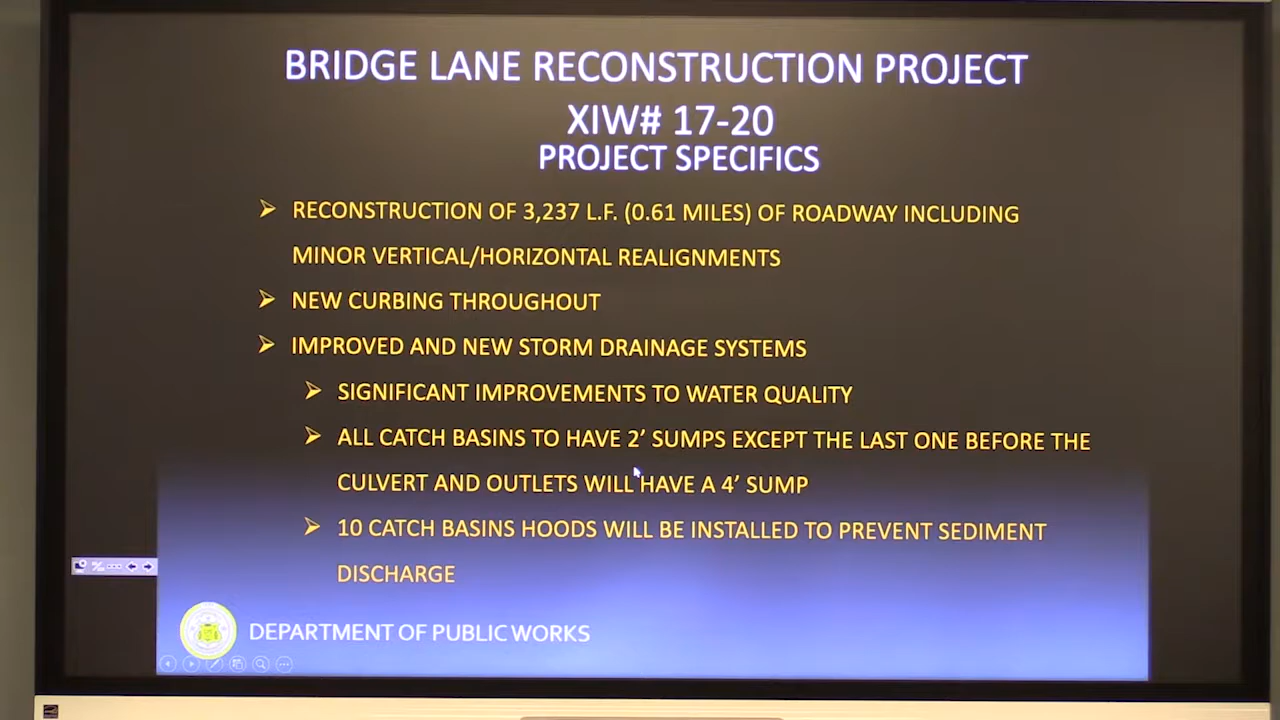 BRIDGE LANE RECONSTRUCTION PROJECT
XIW# 17-20
PROJECT SPECIFICS
RECONSTRUCTION OF 3,237 L.F. (0.61 MILES) OF ROADWAY INCLUDING
MINOR VERTICAL/HORIZONTAL REALIGNMENTS
NEW CURBING THROUGHOUT
IMPROVED AND NEW STORM DRAINAGE SYSTEMS
SIGNIFICANT IMPROVEMENTS TO WATER QUALITY
ALL CATCH BASINS TO HAVE 2’ SUMPS EXCEPT THE LAST ONE BEFORE THE
CULVERT AND OUTLETS WILL HAVE A 4’ SUMP
10 CATCH BASINS HOODS WILL BE INSTALLED TO PREVENT SEDIMENT
DISCHARGE
DEPARTMENT OF PUBLIC WORKS